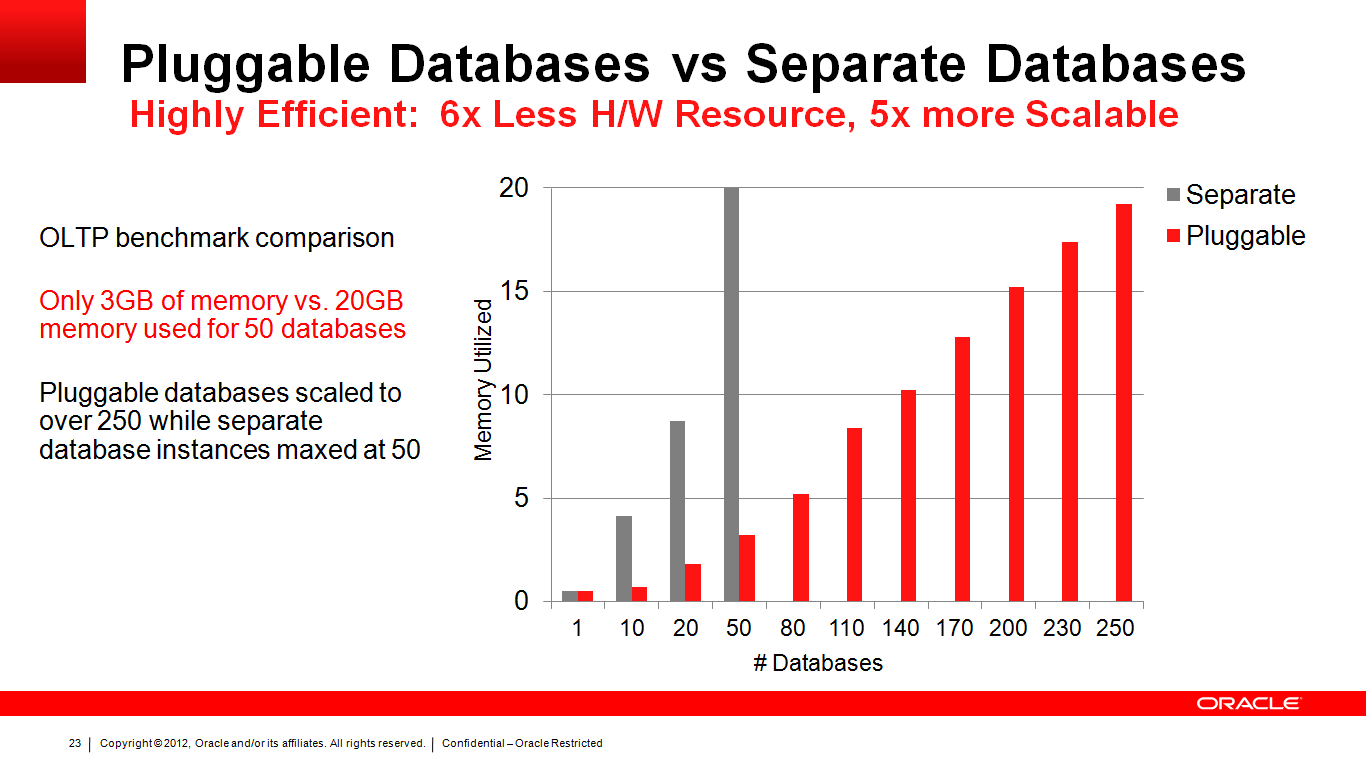 Pluggable Databases vs Separate Databases
Highly Efficient: 6x Less H/W Resource, 5x more Scalable
OLTP benchmark comparison
Only 3GB of memory vs. 20GB
memory used for 50 databases
Pluggable databases scaled to
over 250 while separate
database instances maxed at 50
Memory Utilized
20
15
10
5
0
1 10 20 50 80 110 140 170 200 230 250
# Databases
Separate
Pluggable
ORACLE
23 | Copyright © 2012, Oracle and/or its affiliates. All rights reserved. | Confidential – Oracle Restricted